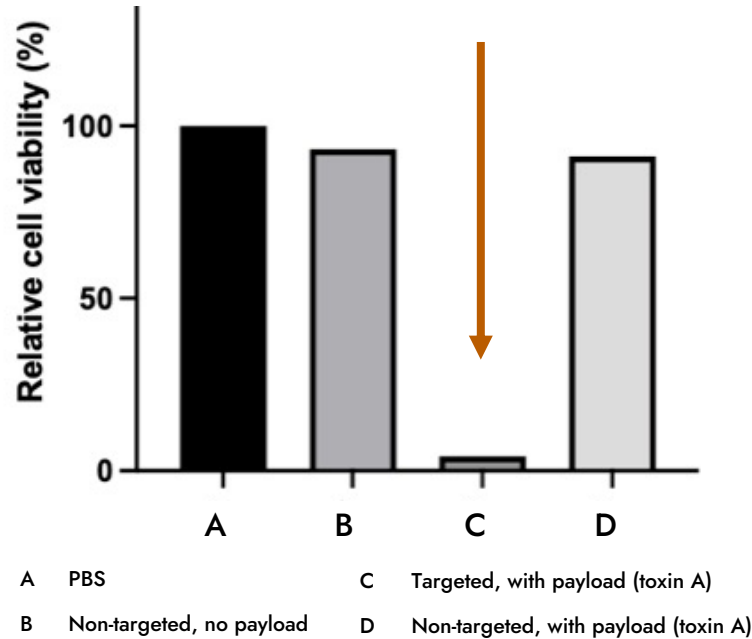 Relative cell viability (%)
100
50
0
A B C D
A PBS
C Targeted, with payload (toxin A)
B Non-targeted, no payload
D Non-targeted, with payload (toxin A)